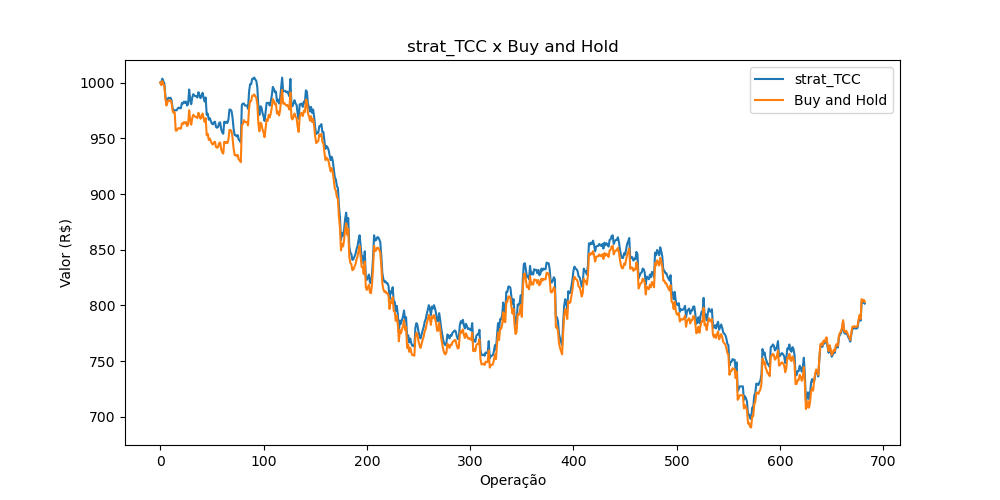 strat_TCC x Buy and Hold
strat_TCC
Buy and Hold
Valor (R$)
1000
950
900
850
800
750
700
0 100 200 300 400 500 600 700
Operação